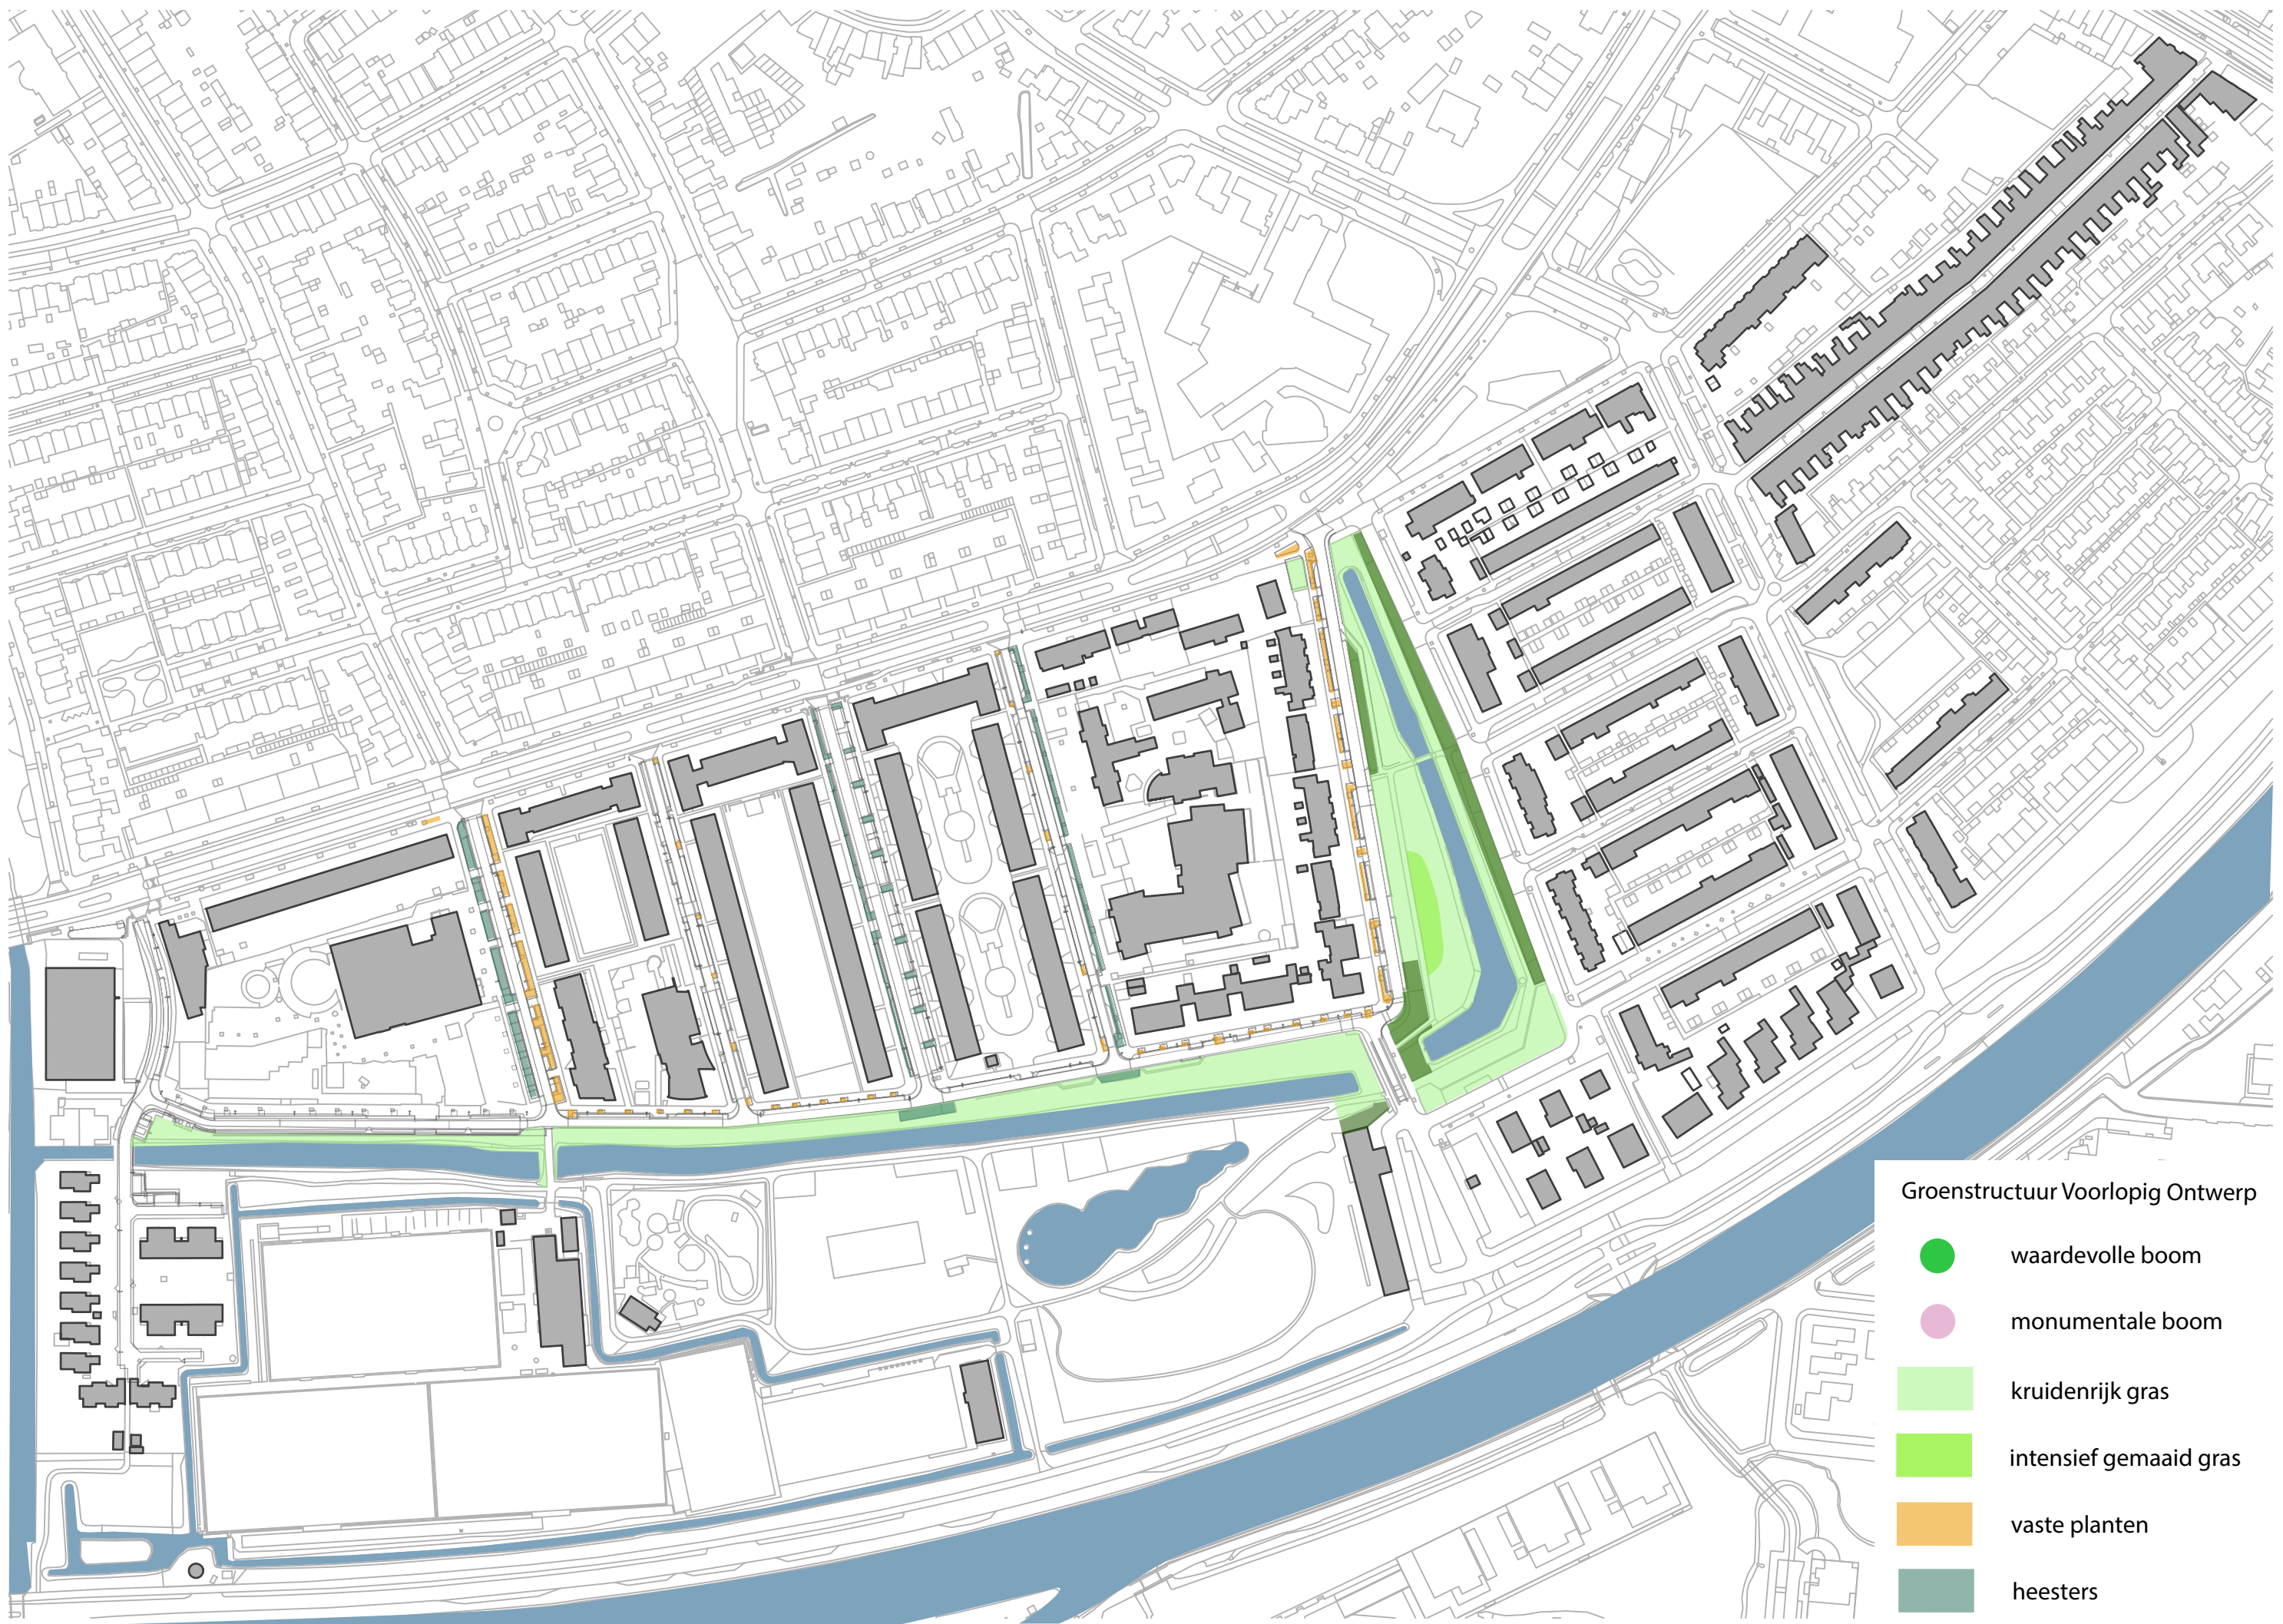 Groenstructuur Voorlopig Ontwerp
waardevolle boom
monumentale boom
kruidenrijk gras
intensief gemaaid gras
vaste planten
heesters